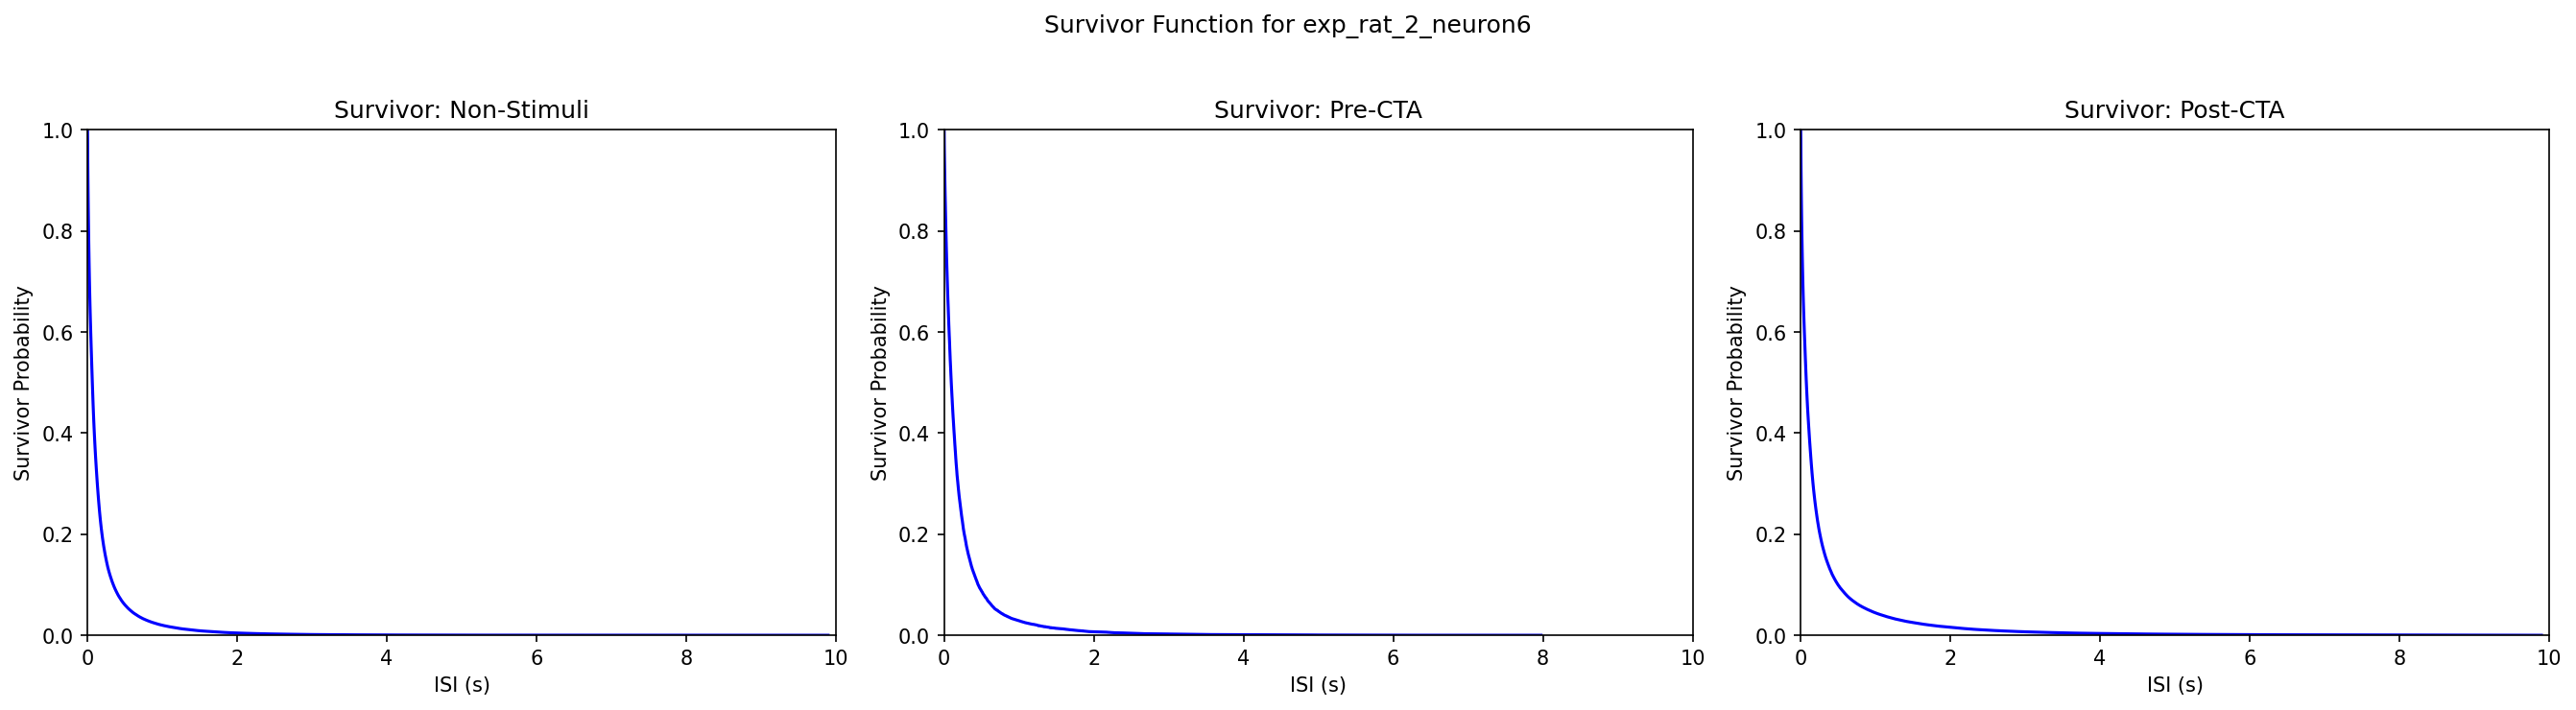 Survivor Function for exp_rat_2_neuron6
Survivor: Non-Stimuli
Survivor Probability
1.0
0.8
0.6
0.4
0.2
0.0
0 2 4 6 8 10
ISI (s)
Survivor: Pre-CTA
Survivor Probability
1.0
0.8
0.6
0.4
0.2
0.0
0 2 4 6 8 10
ISI (s)
Survivor: Post-CTA
Survivor Probability
1.0
0.8
0.6
0.4
0.2
0.0
0 2 4 6 8 10
ISI (s)